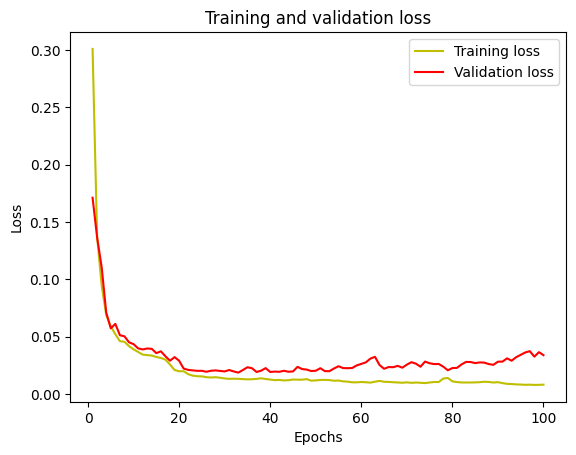 Training and validation loss
Training loss
Validation loss
0.30
0.25
0.20
0.15
0.10
0.05
0.00
Loss
0
20
40
60
80
100
Epochs